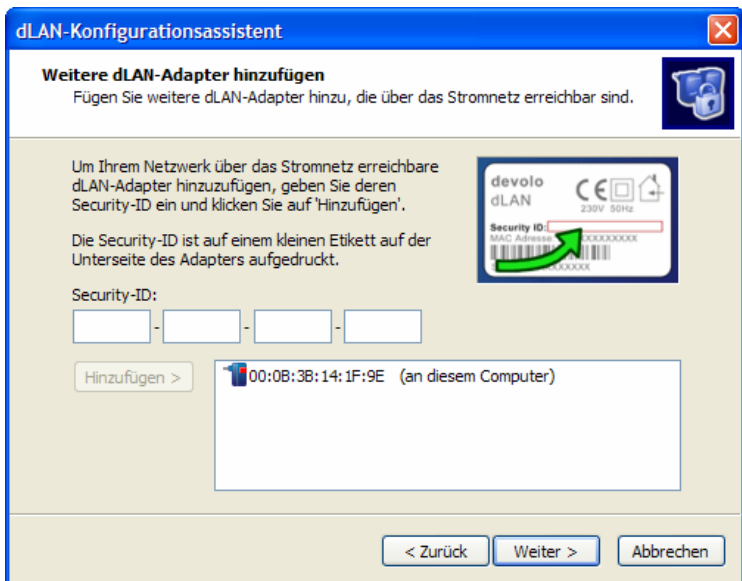 dLAN-Konfigurationsassistent
Weitere dLAN-Adapter hinzufügen
Fügen Sie weitere dLAN-Adapter hinzu, die über das Stromnetz erreichbar sind.
Um Ihrem Netzwerk über das Stromnetz erreichbare
dLAN-Adapter hinzuzufügen, geben Sie deren
Security-ID ein und klicken Sie auf 'Hinzufügen'.
Die Security-ID ist auf einem kleinen Etikett auf der
Unterseite des Adapters aufgedruckt.
devolo
dLAN
CE
230V 50Hz
Security ID:
MAC Adresse
Security-ID:
- - -
Hinzufügen >
00:0B:3B:14:1F:9E (an diesem Computer)
< Zurück
Weiter >
Abbrechen